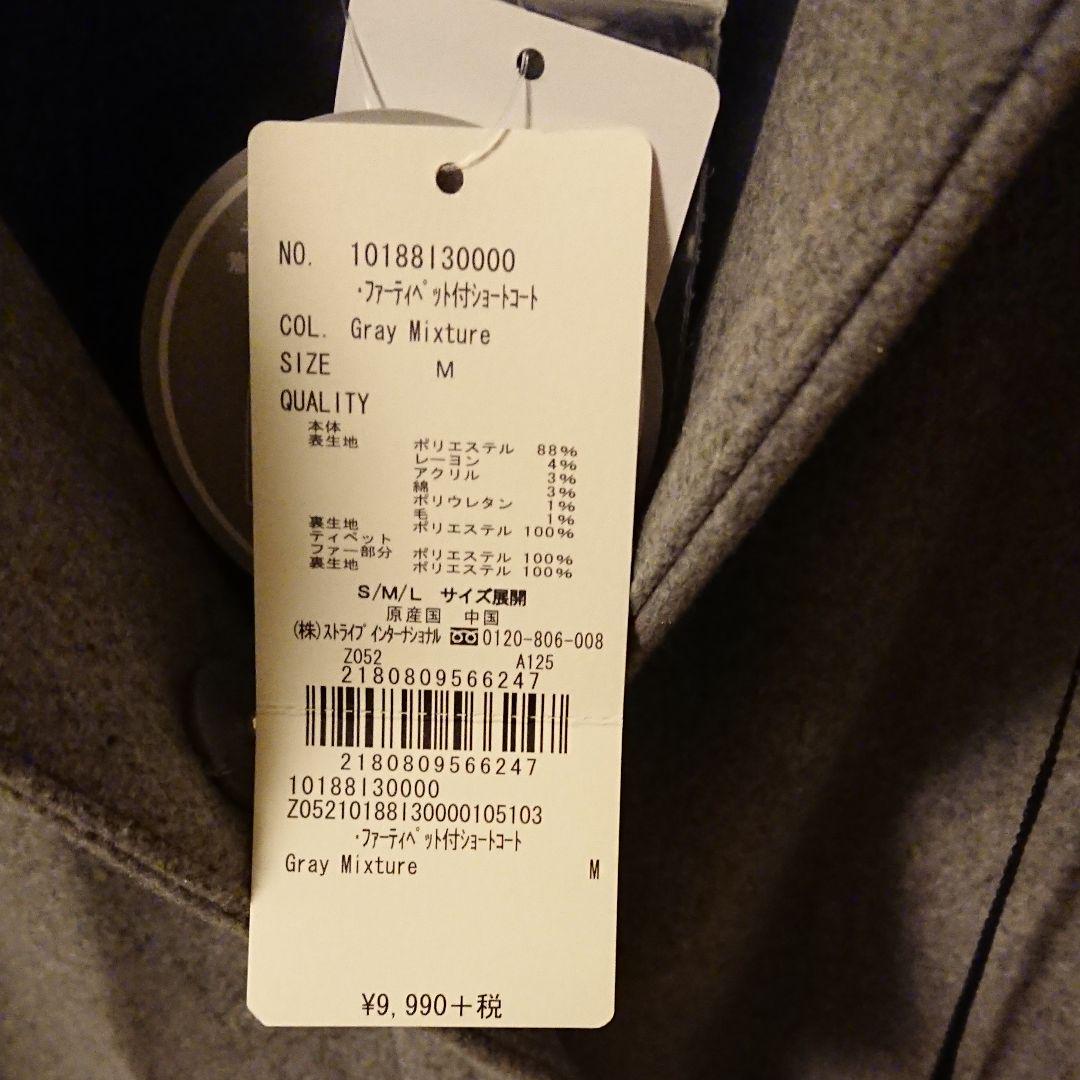 NO. 10188I30000
･ﾌｧｰﾃｨﾍﾟｯﾄ付ｼｮｰﾄｺｰﾄ
COL. Gray Mixture
SIZE M
QUALITY
本体
表生地 ポリエステル 88%
レーヨン 4%
アクリル 3%
綿 3%
ポリウレタン 1%
毛 1%
裏生地 ポリエステル 100%
ティペット
ファー部分 ポリエステル 100%
裏生地 ポリエステル 100%
S/M/L サイズ展開
原産国 中国
(株)ｽﾄﾗｲﾌﾟｲﾝﾀｰﾅｼｮﾅﾙ 0120-806-008
Z052 A125
2180809566247
2180809566247
10188I30000
Z05210188I30000105103
･ﾌｧｰﾃｨﾍﾟｯﾄ付ｼｮｰﾄｺｰﾄ
Gray Mixture M
¥9,990+税